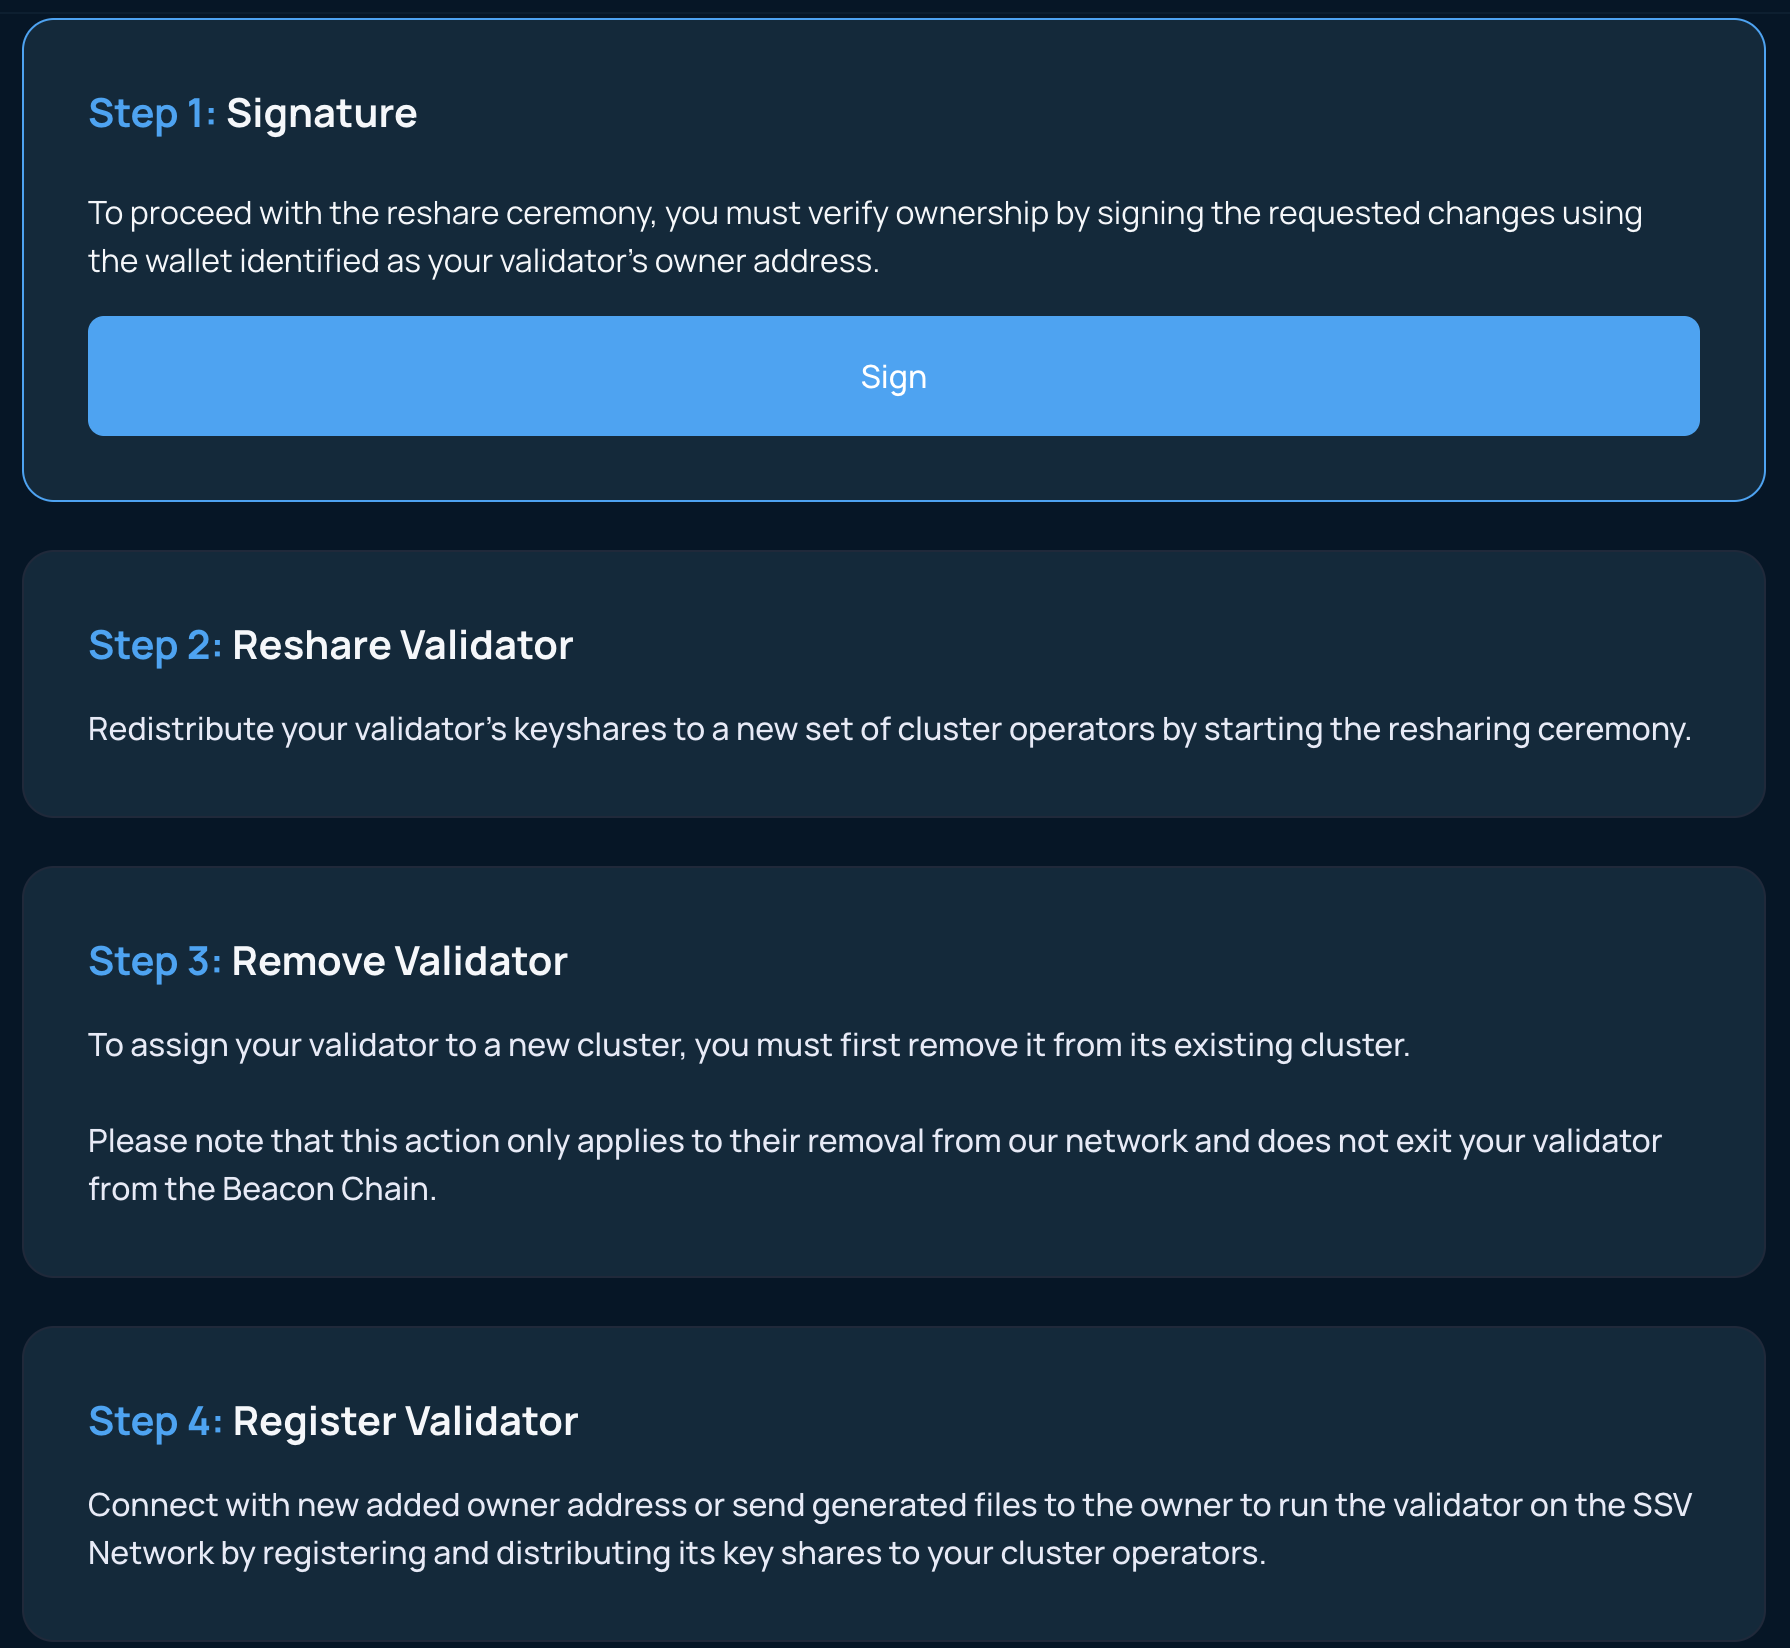 Step 1: Signature
To proceed with the reshare ceremony, you must verify ownership by signing the requested changes using
the wallet identified as your validator’s owner address.
Sign
Step 2: Reshare Validator
Redistribute your validator’s keyshares to a new set of cluster operators by starting the resharing ceremony.
Step 3: Remove Validator
To assign your validator to a new cluster, you must first remove it from its existing cluster.
Please note that this action only applies to their removal from our network and does not exit your validator
from the Beacon Chain.
Step 4: Register Validator
Connect with new added owner address or send generated files to the owner to run the validator on the SSV
Network by registering and distributing its key shares to your cluster operators.